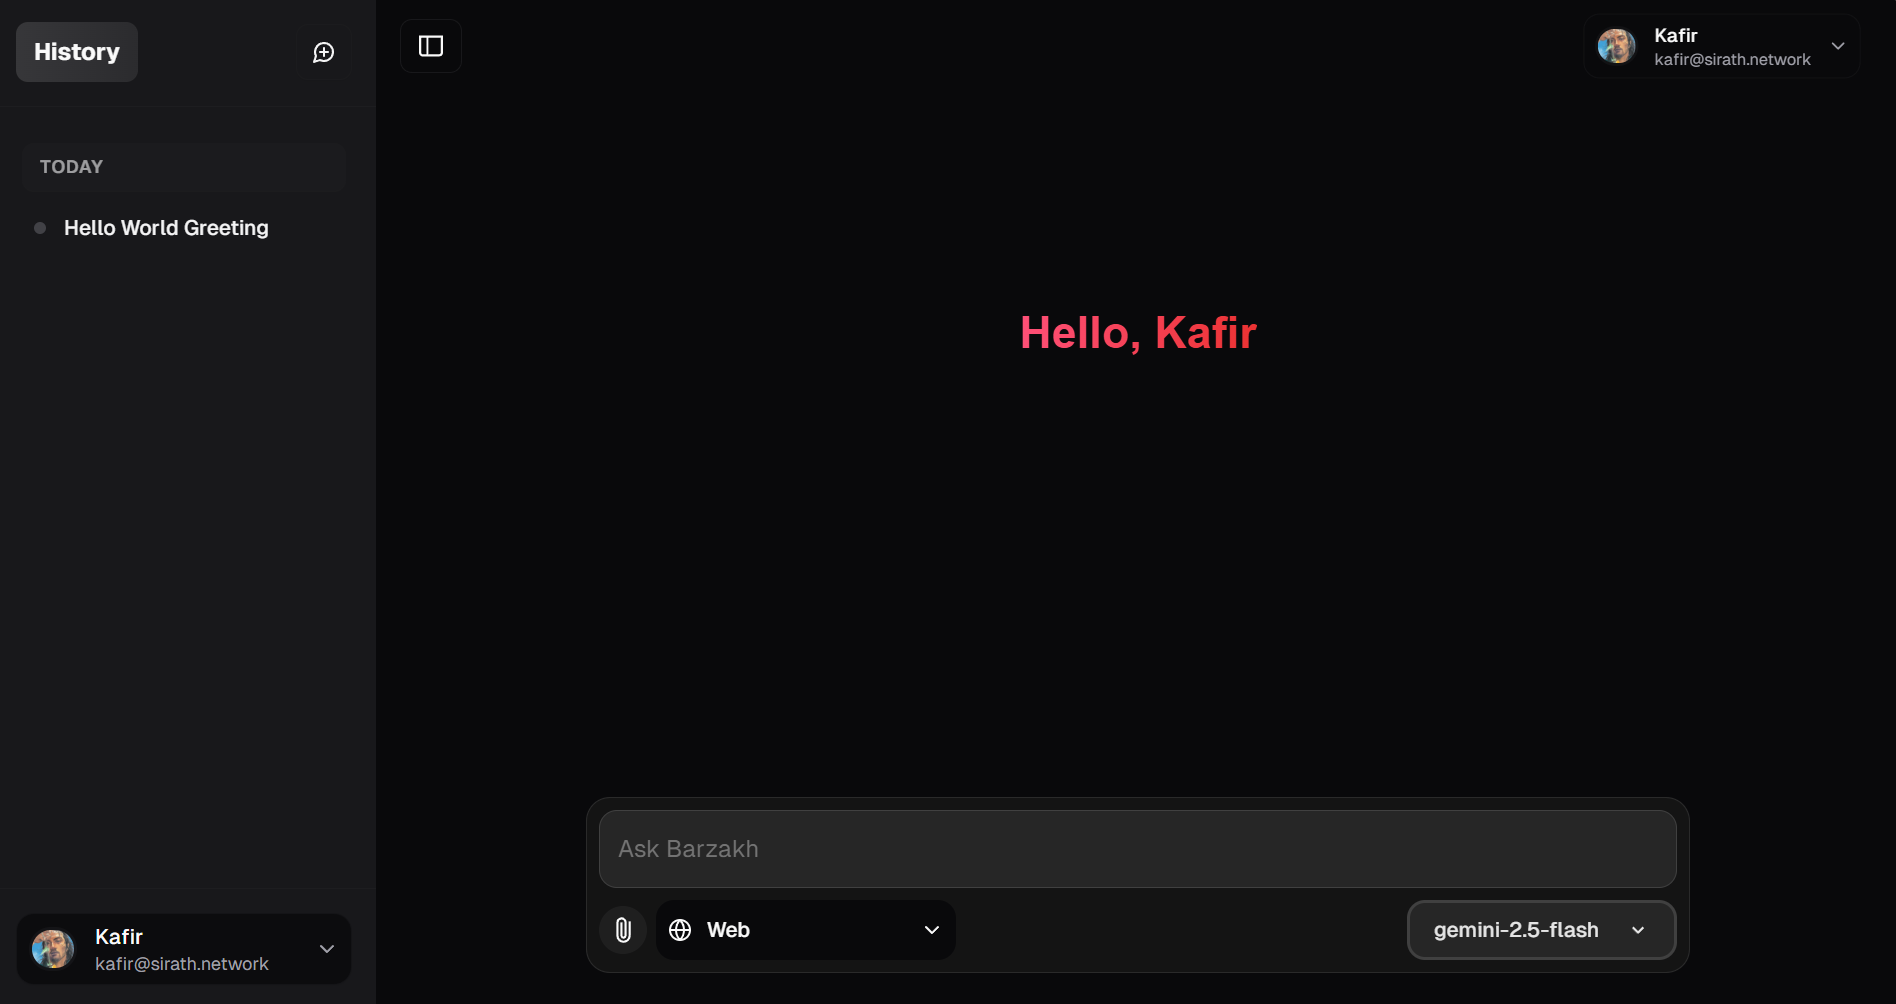 History
Kafir
kafir@sirath.network
TODAY
Hello World Greeting
Hello, Kafir
Ask Barzakh
Web
gemini-2.5-flash
Kafir
kafir@sirath.network